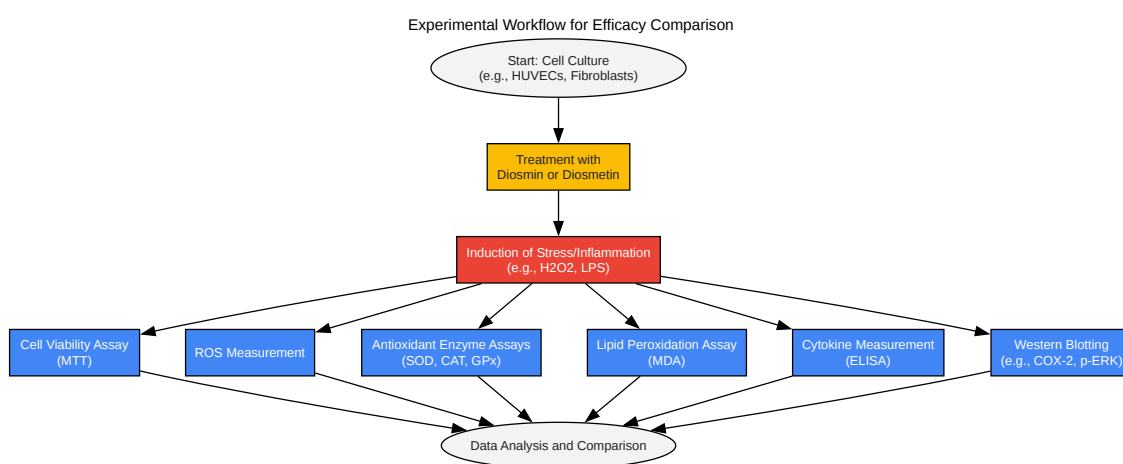 Experimental Workflow for Efficacy Comparison
Start: Cell Culture
(e.g., HUVECs, Fibroblasts)
Treatment with
Diosmin or Diosmetin
Induction of Stress/Inflammation
(e.g., H2O2, LPS)
Cell Viability Assay
(MTT)
ROS Measurement
Antioxidant Enzyme Assays
(SOD, CAT, GPx)
Lipid Peroxidation Assay
(MDA)
Cytokine Measurement
(ELISA)
Western Blotting
(e.g., COX-2, p-ERK)
Data Analysis and Comparison